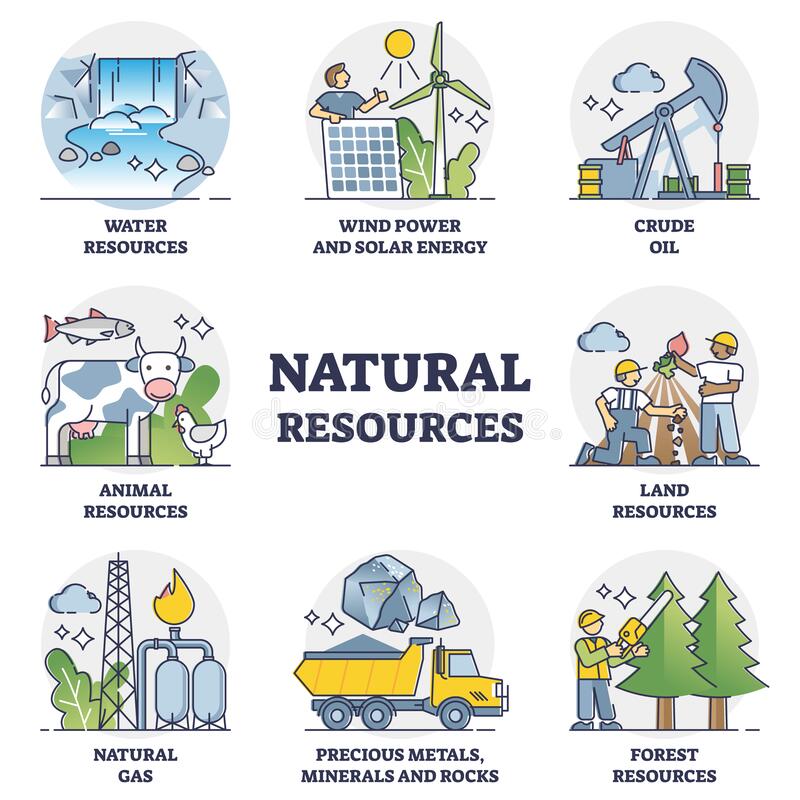 WATER
RESOURCES
WIND POWER
AND SOLAR ENERGY
CRUDE
OIL
ANIMAL
RESOURCES
NATURAL
RESOURCES
LAND
RESOURCES
NATURAL
GAS
PRECIOUS METALS,
MINERALS AND ROCKS
FOREST
RESOURCES
dreamstime